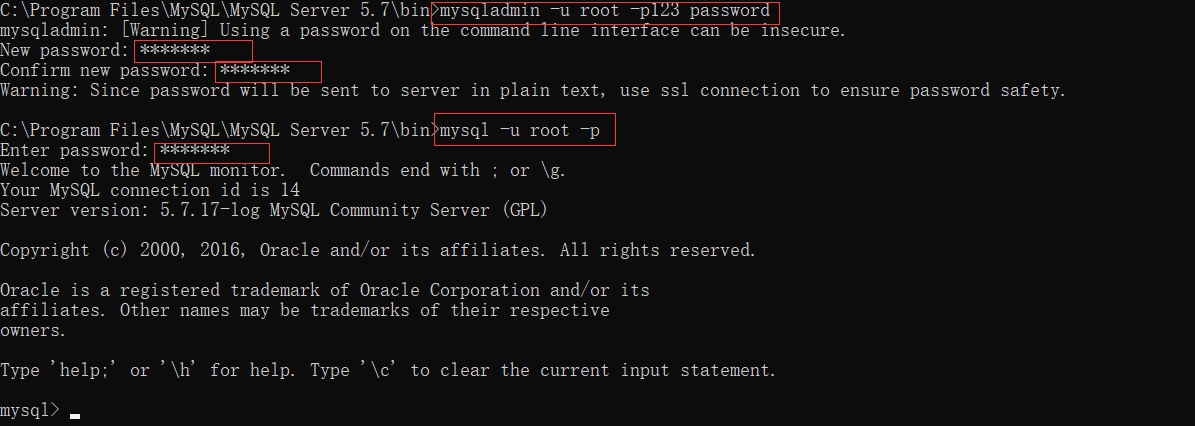 C:\Program Files\MySQL\MySQL Server 5.7\bin>mysqladmin -u root -p123 password
mysqladmin: [Warning] Using a password on the command line interface can be insecure.
New password: *******
Confirm new password: *******
Warning: Since password will be sent to server in plain text, use ssl connection to ensure password safety.
C:\Program Files\MySQL\MySQL Server 5.7\bin>mysql -u root -p
Enter password: *******
Welcome to the MySQL monitor.  Commands end with ; or \g.
Your MySQL connection id is 14
Server version: 5.7.17-log MySQL Community Server (GPL)
Copyright (c) 2000, 2016, Oracle and/or its affiliates. All rights reserved.
Oracle is a registered trademark of Oracle Corporation and/or its
affiliates. Other names may be trademarks of their respective
owners.
Type 'help;' or '\h' for help. Type '\c' to clear the current input statement.
mysql> _